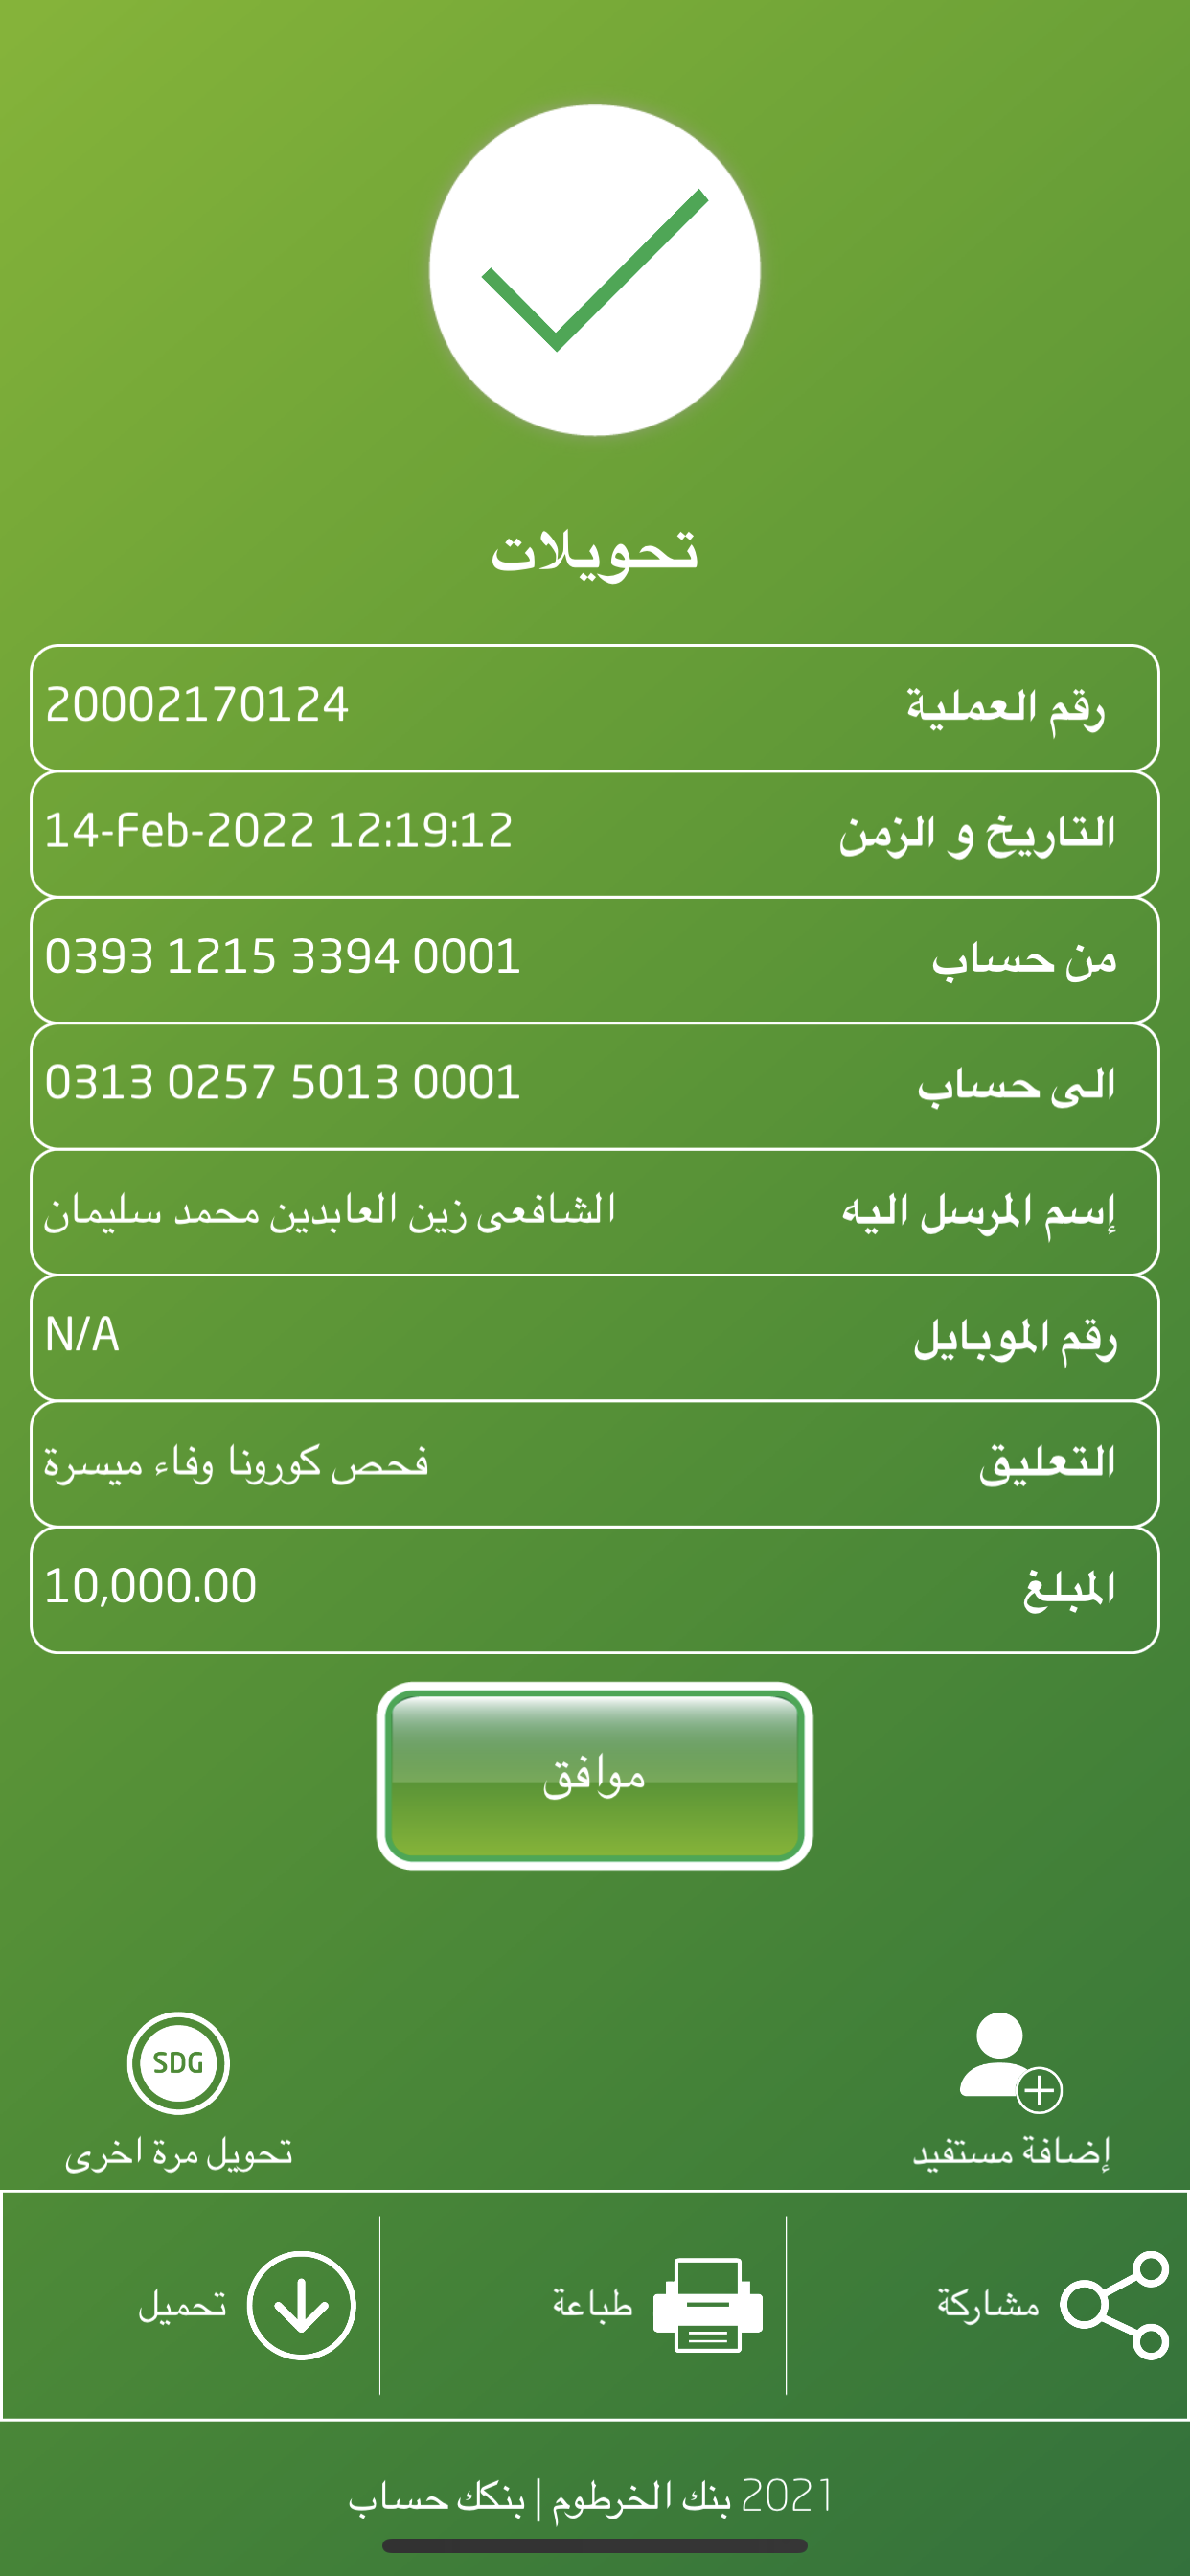 تحويلات
رقم العملية 20002170124
التاريخ و الزمن 14-Feb-2022 12:19:12
من حساب 0393 1215 3394 0001
الى حساب 0313 0257 5013 0001
إسم المرسل اليه الشافعى زين العابدين محمد سليمان
رقم الموبايل N/A
التعليق فحص كورونا وفاء ميسرة
المبلغ 10,000.00
موافق
SDG
إضافة مستفيد تحويل مرة اخرى
مشاركة طباعة تحميل
2021 بنك الخرطوم | بنكك حساب